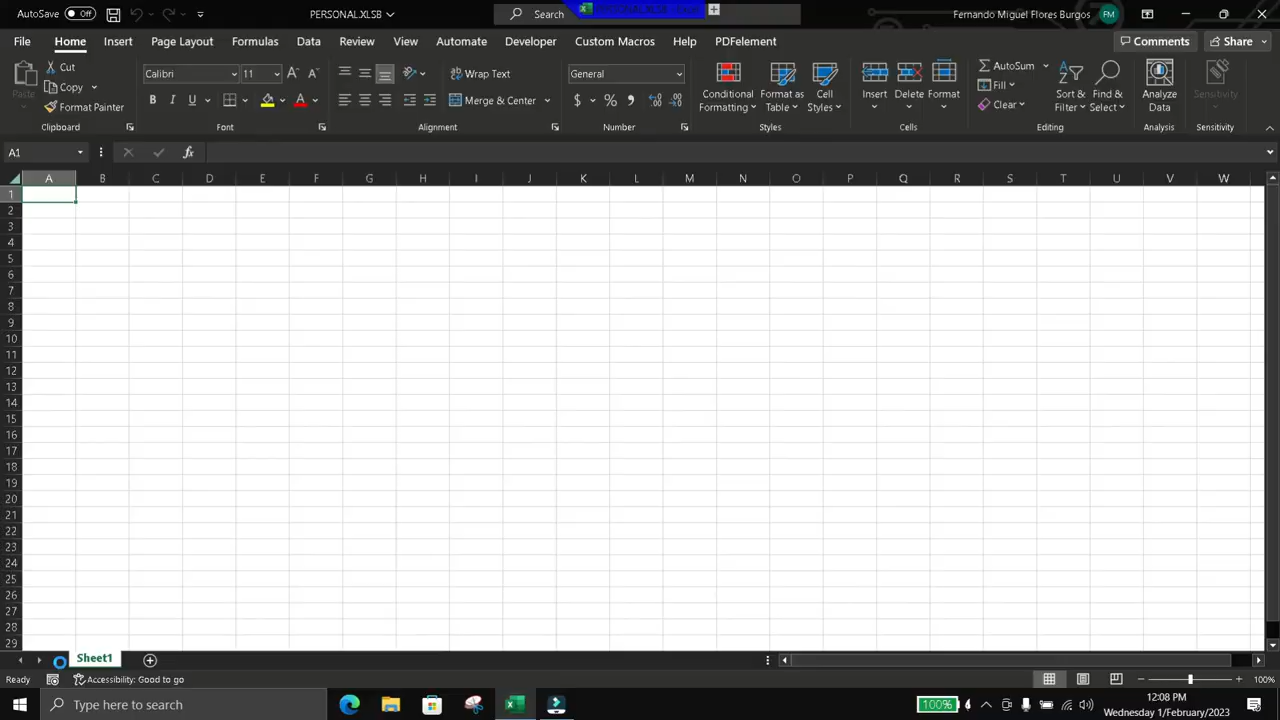 AutoSave Off PERSONAL.XLSB Search Fernando Miguel Flores Burgos FM
File Home Insert Page Layout Formulas Data Review View Automate Developer Custom Macros Help PDFelement Comments Share
Paste Cut Copy Format Painter
Clipboard
Calibri 11
B I U
Font
Wrap Text
Merge & Center
Alignment
General
$ % 9
Number
Conditional Formatting
Format as Table
Cell Styles
Styles
Insert Delete Format
Cells
AutoSum
Fill
Clear
Sort & Filter
Find & Select
Editing
Analyze Data
Analysis
Sensitivity
Sensitivity
A1 fx
A B C D E F G H I J K L M N O P Q R S T U V W
1
2
3
4
5
6
7
8
9
10
11
12
13
14
15
16
17
18
19
20
21
22
23
24
25
26
27
28
29
Sheet1
Ready Accessibility: Good to go 100%
Type here to search 100% 12:08 PM
Wednesday 1/February/2023